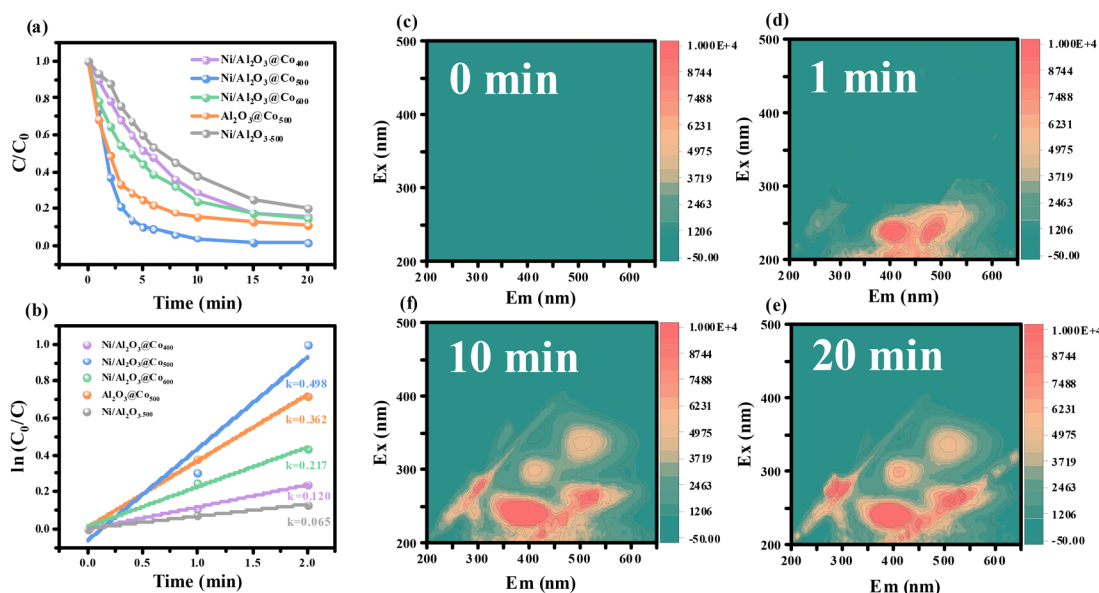 (a)
C/C₀
1.0
0.8
0.6
0.4
0.2
0.0
Ni/Al₂O₃@Co₄₀₀
Ni/Al₂O₃@Co₅₀₀
Ni/Al₂O₃@Co₆₀₀
Al₂O₃@Co₅₀₀
Ni/Al₂O₃₋₅₀₀
0 5 10 15 20
Time (min)
(c)
Ex (nm)
500
400
300
200
0 min
200 300 400 500 600
Em (nm)
1.000E+4
8744
7488
6231
4975
3719
2463
1206
-50.00
(d)
Ex (nm)
500
400
300
200
1 min
200 300 400 500 600
Em (nm)
1.000E+4
8744
7488
6231
4975
3719
2463
1206
-50.00
(b)
ln (C₀/C)
1.0
0.8
0.6
0.4
0.2
0.0
Ni/Al₂O₃@Co₄₀₀
Ni/Al₂O₃@Co₅₀₀
Ni/Al₂O₃@Co₆₀₀
Al₂O₃@Co₅₀₀
Ni/Al₂O₃₋₅₀₀
k=0.498
k=0.362
k=0.217
k=0.120
k=0.065
0.0 0.5 1.0 1.5 2.0
Time (min)
(f)
Ex (nm)
500
400
300
200
10 min
200 300 400 500 600
Em (nm)
1.000E+4
8744
7488
6231
4975
3719
2463
1206
-50.00
(e)
Ex (nm)
500
400
300
200
20 min
200 300 400 500 600
Em (nm)
1.000E+4
8744
7488
6231
4975
3719
2463
1206
-50.00